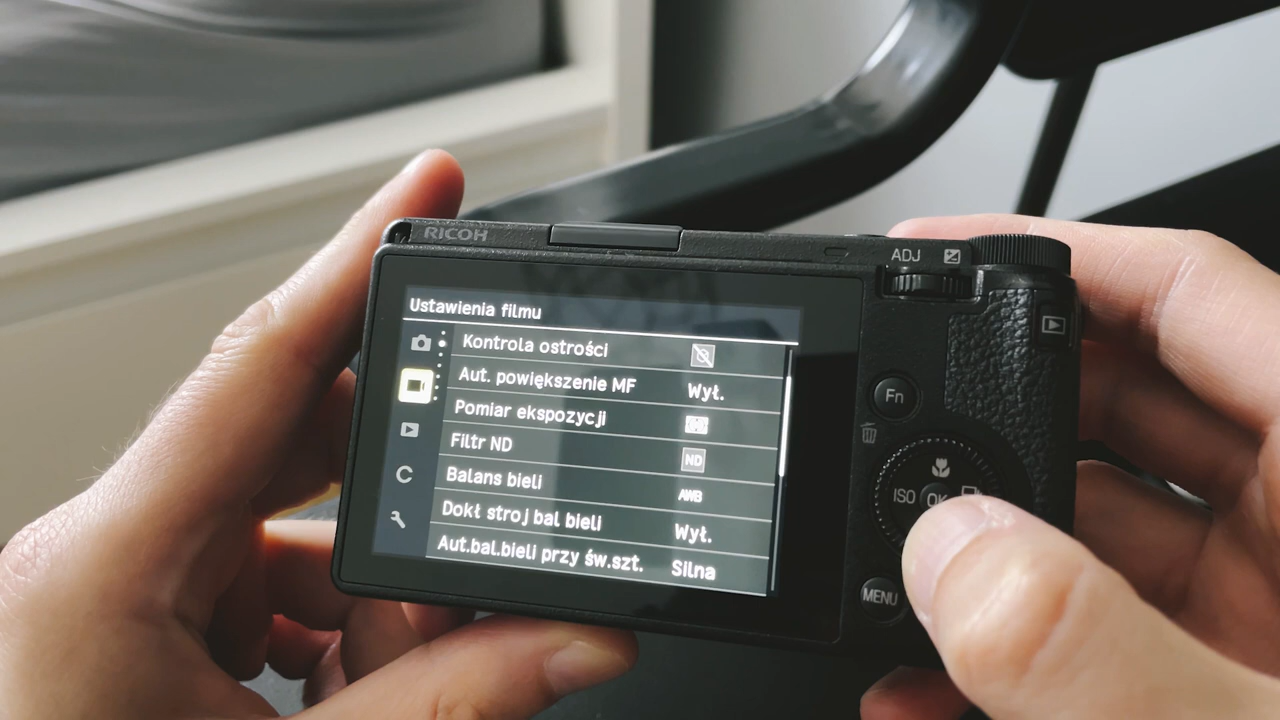 RICOH
ADJ
Ustawienia filmu
Kontrola ostrości
Aut. powiększenie MF Wył.
Pomiar ekspozycji
Filtr ND ND
Balans bieli AWB
Dokł stroj bal bieli Wył.
Aut.bal.bieli przy św.szt. Silna
C
Fn
ISO OK
MENU